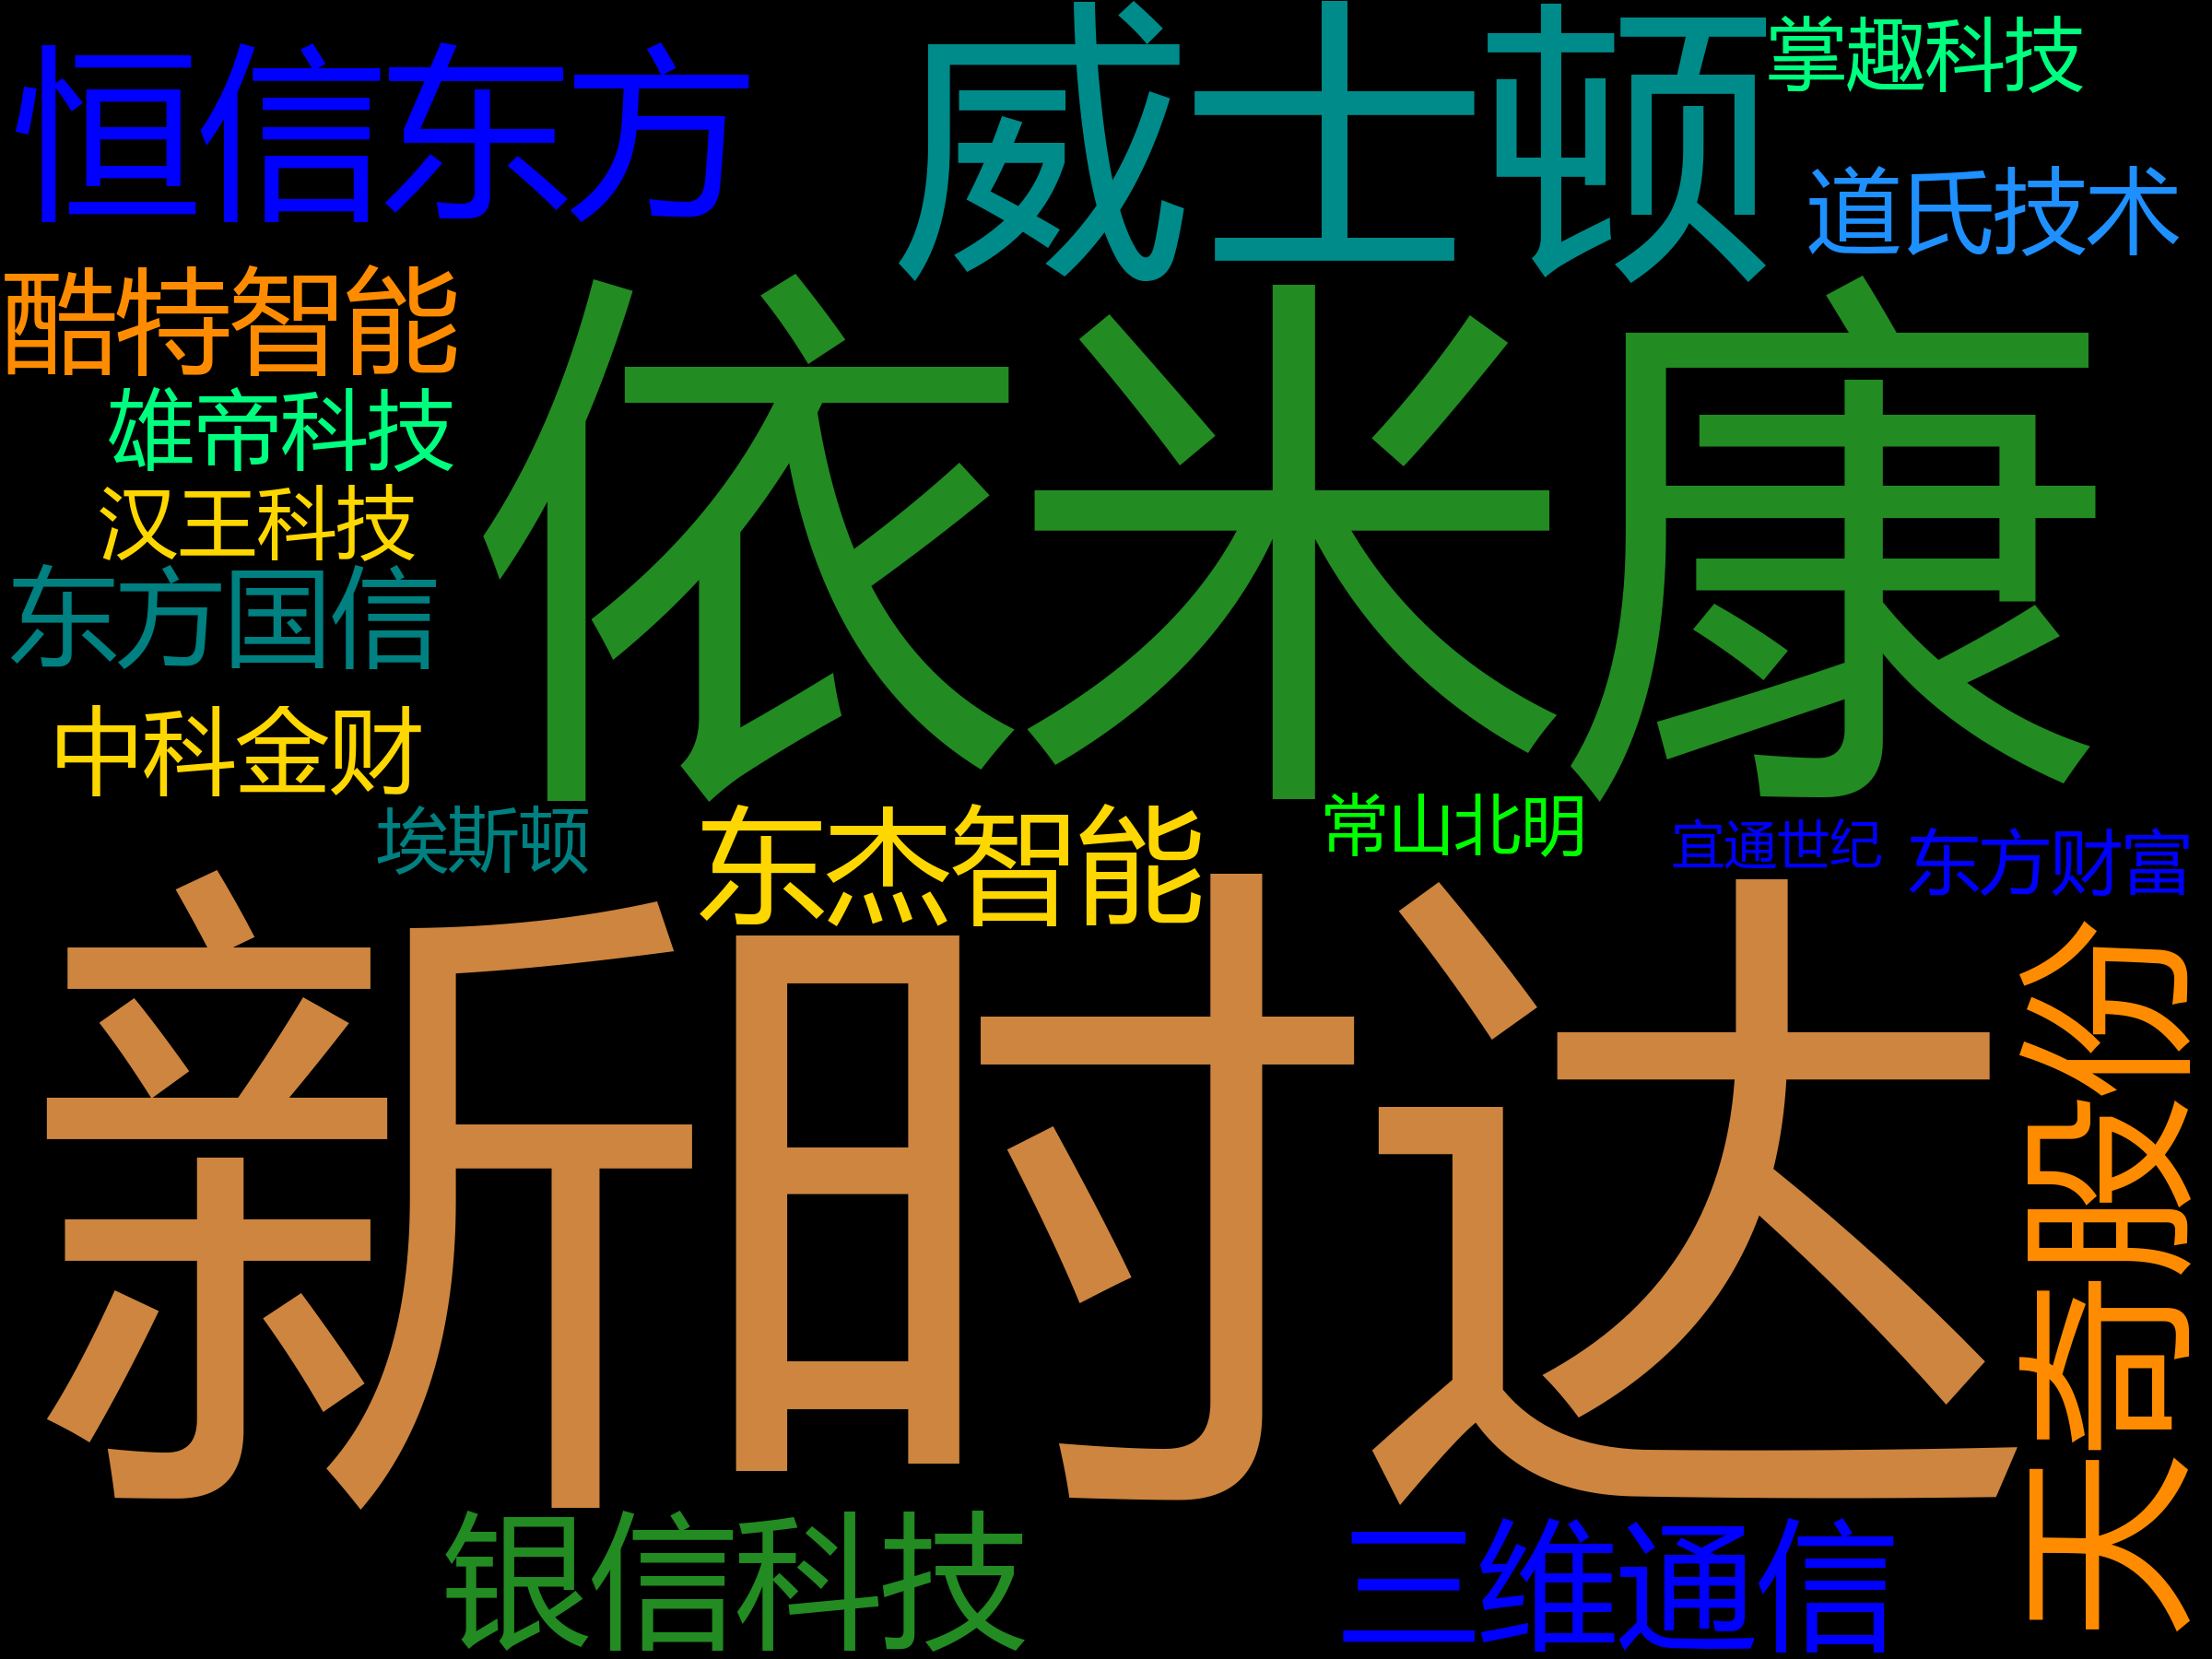 恒信东方
威士顿
掌趣科技
道氏技术
酷特智能
依米康
雄帝科技
汉王科技
东方国信
中科金财
埃斯顿
东杰智能
常山北明
宜通世纪
东方财富
新时达
天奇股份
银信科技
三维通信